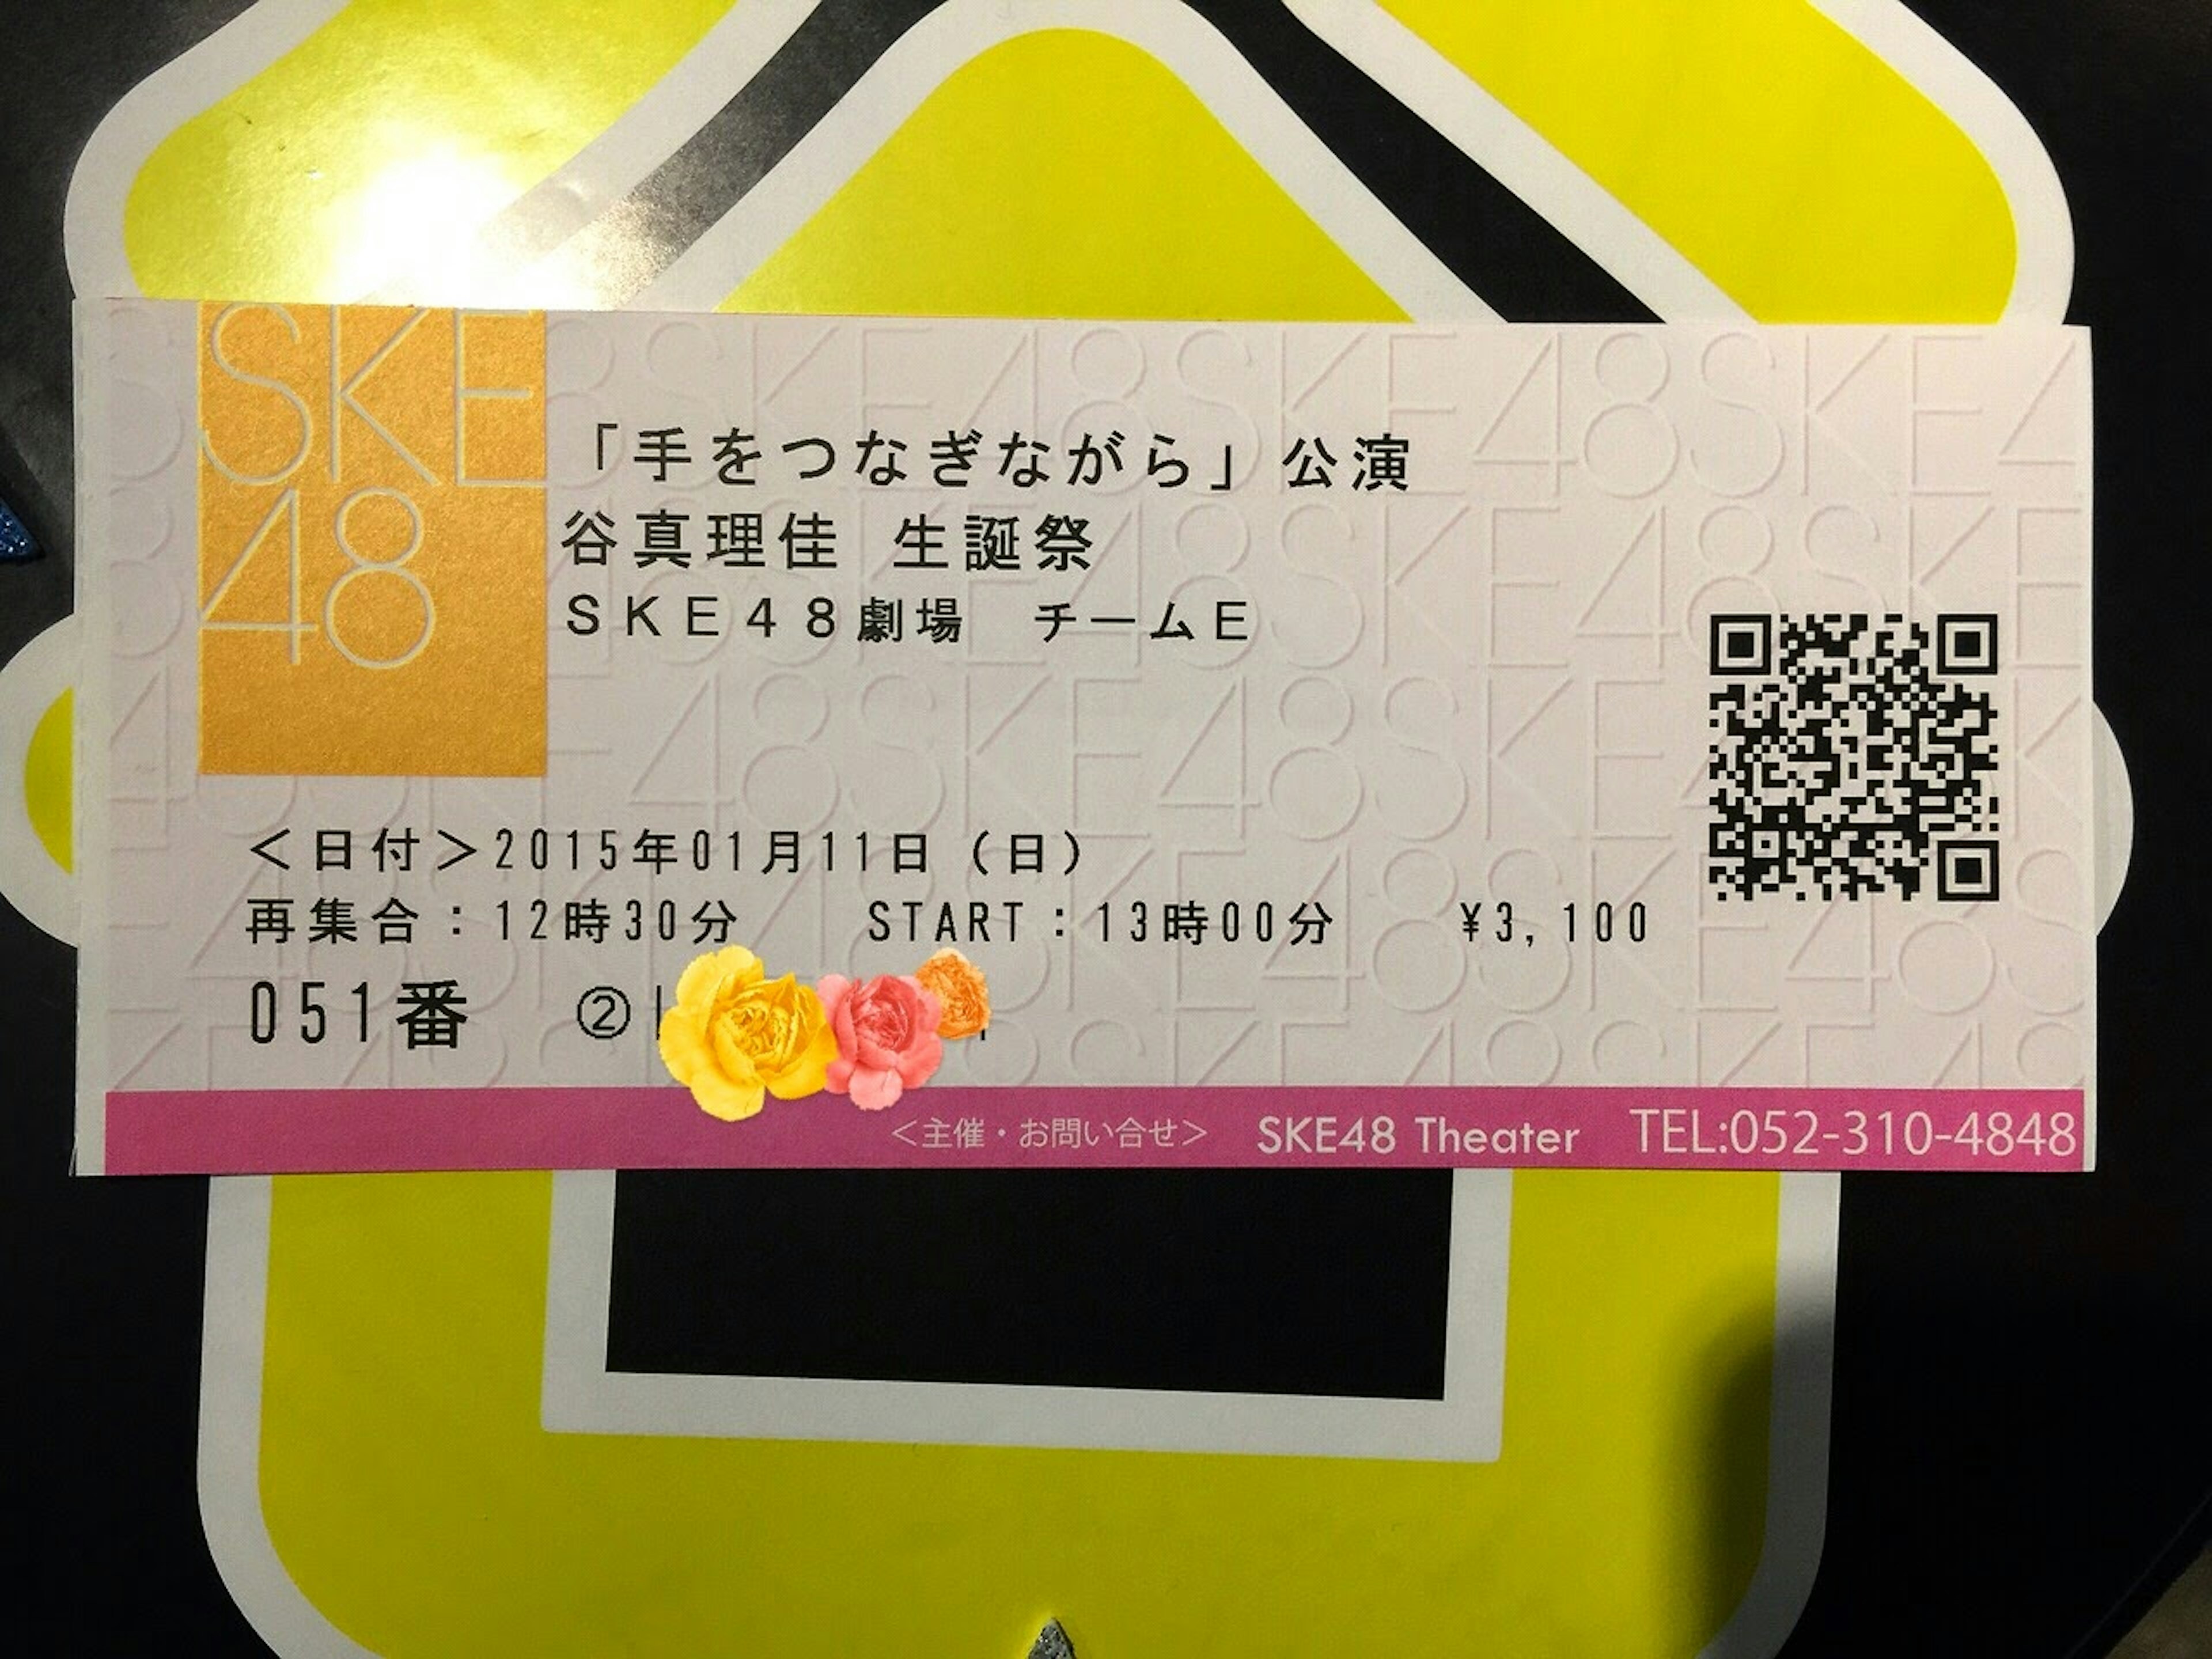 SKE
48
「手をつなぎながら」公演
谷真理佳 生誕祭
ＳＫＥ４８劇場　チームＥ
＜日付＞2015年01月11日（日）
再集合：12時30分 START：13時00分 ¥3,100
051番 ②
＜主催・お問い合せ＞ SKE48 Theater TEL:052-310-4848